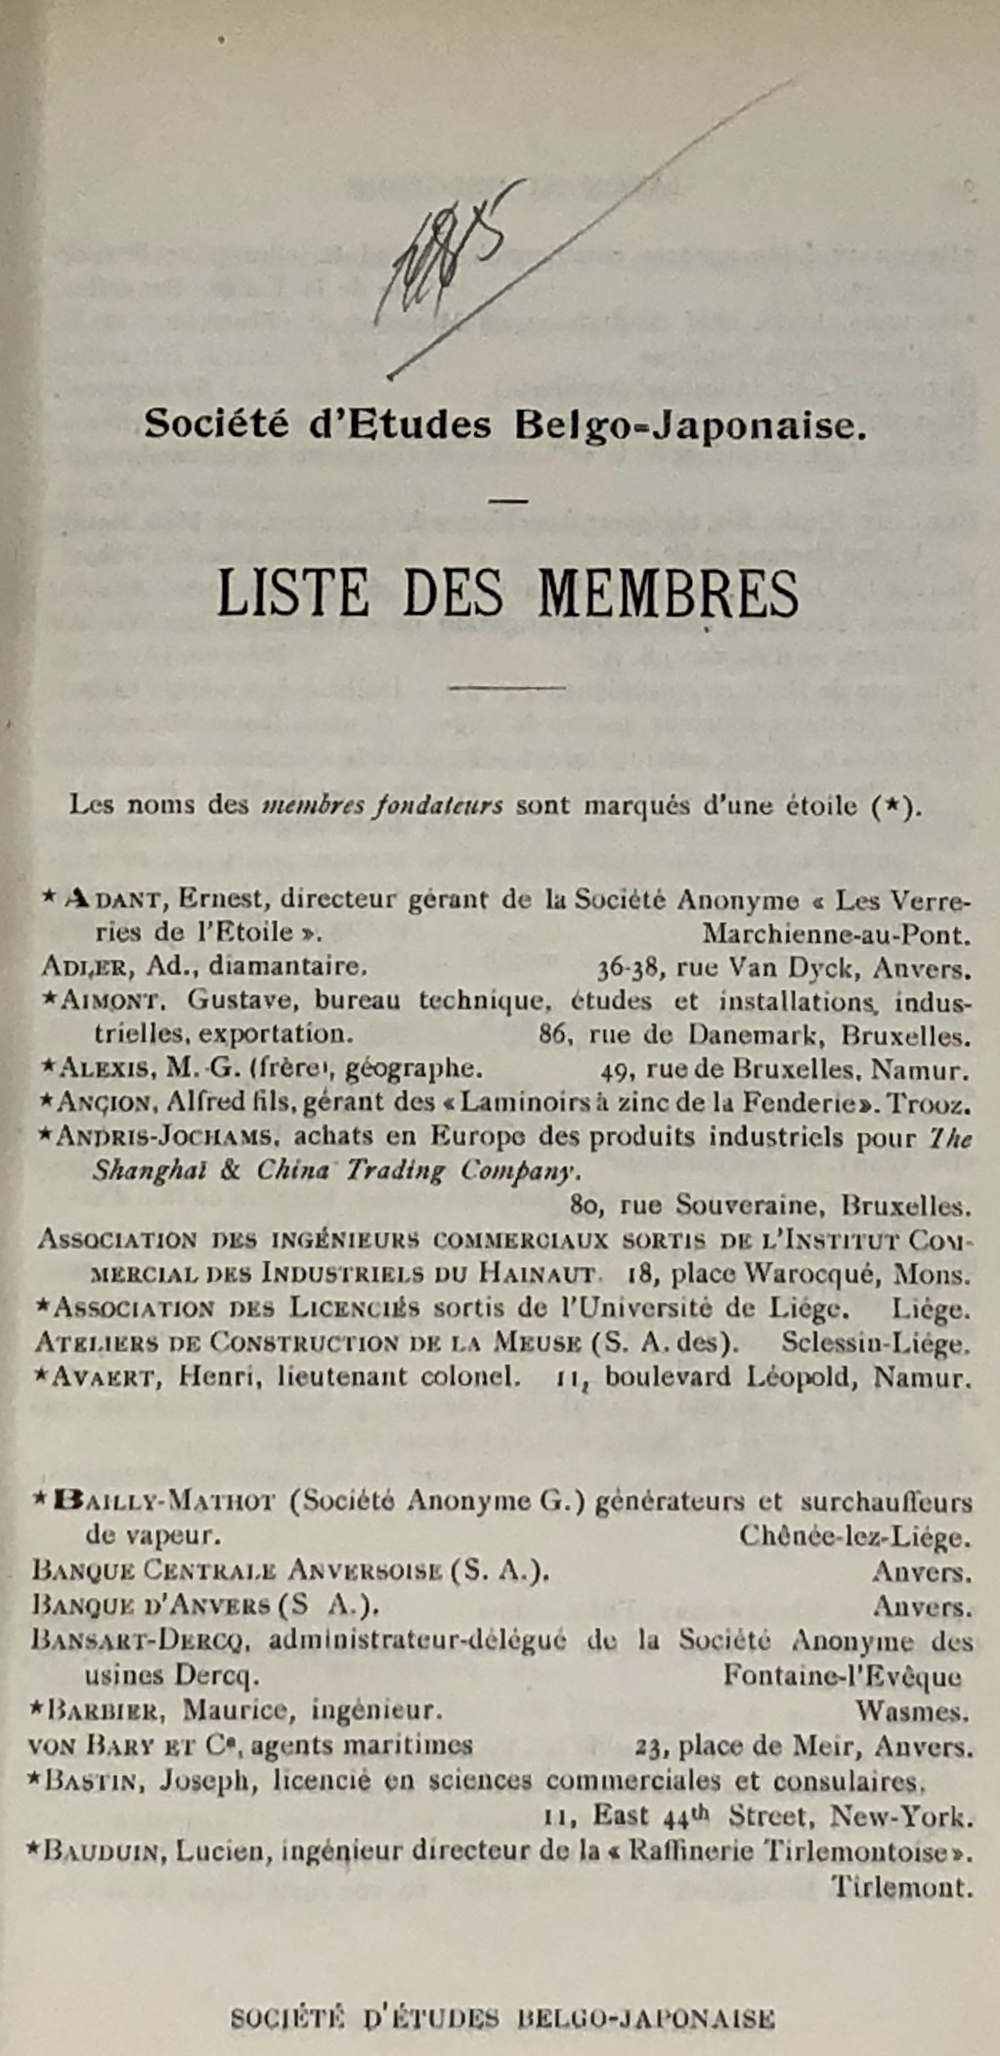 Société d'Etudes Belgo-Japonaise.
LISTE DES MEMBRES
Les noms des membres fondateurs sont marqués d'une étoile (★).
★ ADANT, Ernest, directeur gérant de la Société Anonyme « Les Verre-
ries de l'Etoile ». Marchienne-au-Pont.
ADLER, Ad., diamantaire. 36-38, rue Van Dyck, Anvers.
★AIMONT, Gustave, bureau technique, études et installations, indus-
trielles, exportation. 86, rue de Danemark, Bruxelles.
★ALEXIS, M.-G. (frère), géographe. 49, rue de Bruxelles, Namur.
★ANÇION, Alfred fils, gérant des «Laminoirs à zinc de la Fenderie». Trooz.
★ANDRIS-JOCHAMS, achats en Europe des produits industriels pour The
Shanghaï & China Trading Company.
80, rue Souveraine, Bruxelles.
ASSOCIATION DES INGÉNIEURS COMMERCIAUX SORTIS DE L'INSTITUT COM-
MERCIAL DES INDUSTRIELS DU HAINAUT. 18, place Warocqué, Mons.
★ASSOCIATION DES LICENCIÉS sortis de l'Université de Liége. Liège.
ATELIERS DE CONSTRUCTION DE LA MEUSE (S. A. des). Sclessin-Liége.
★AVAERT, Henri, lieutenant colonel. 11, boulevard Léopold, Namur.
★BAILLY-MATHOT (Société Anonyme G.) générateurs et surchauffeurs
de vapeur. Chênée-lez-Liége.
BANQUE CENTRALE ANVERSOISE (S. A.). Anvers.
BANQUE D'ANVERS (S A.). Anvers.
BANSART-DERCQ, administrateur-délégué de la Société Anonyme des
usines Dercq. Fontaine-l'Evêque
★BARBIER, Maurice, ingénieur. Wasmes.
VON BARY ET Cᵉ, agents maritimes 23, place de Meir, Anvers.
★BASTIN, Joseph, licencié en sciences commerciales et consulaires.
11, East 44th Street, New-York.
★BAUDUIN, Lucien, ingénieur directeur de la « Raffinerie Tirlemontoise».
Tirlemont.
SOCIÉTÉ D'ÉTUDES BELGO-JAPONAISE